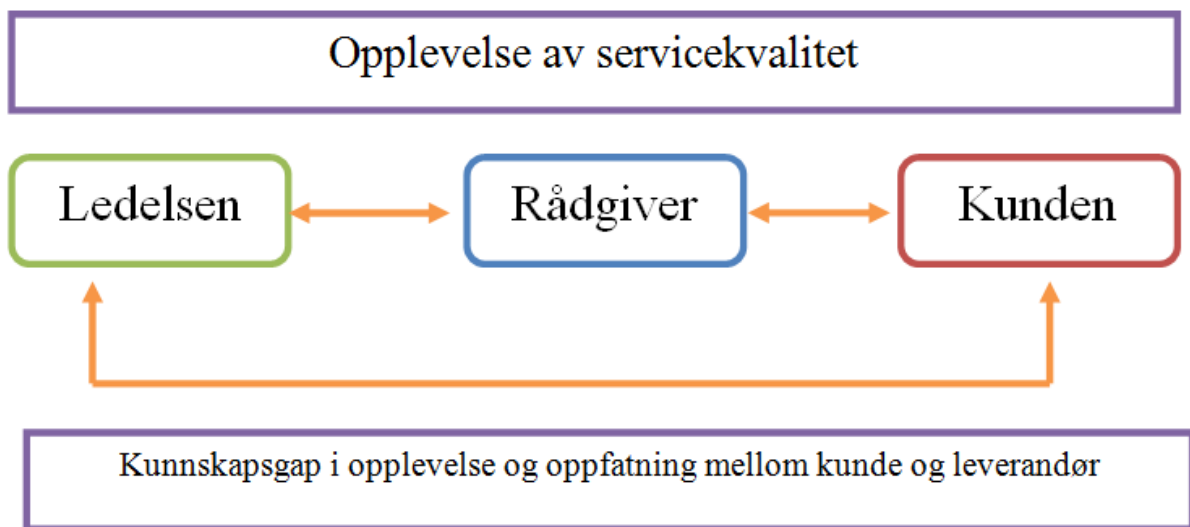 Opplevelse av servicekvalitet
Ledelsen
Rådgiver
Kunden
Kunnskapsgap i opplevelse og oppfatning mellom kunde og leverandør